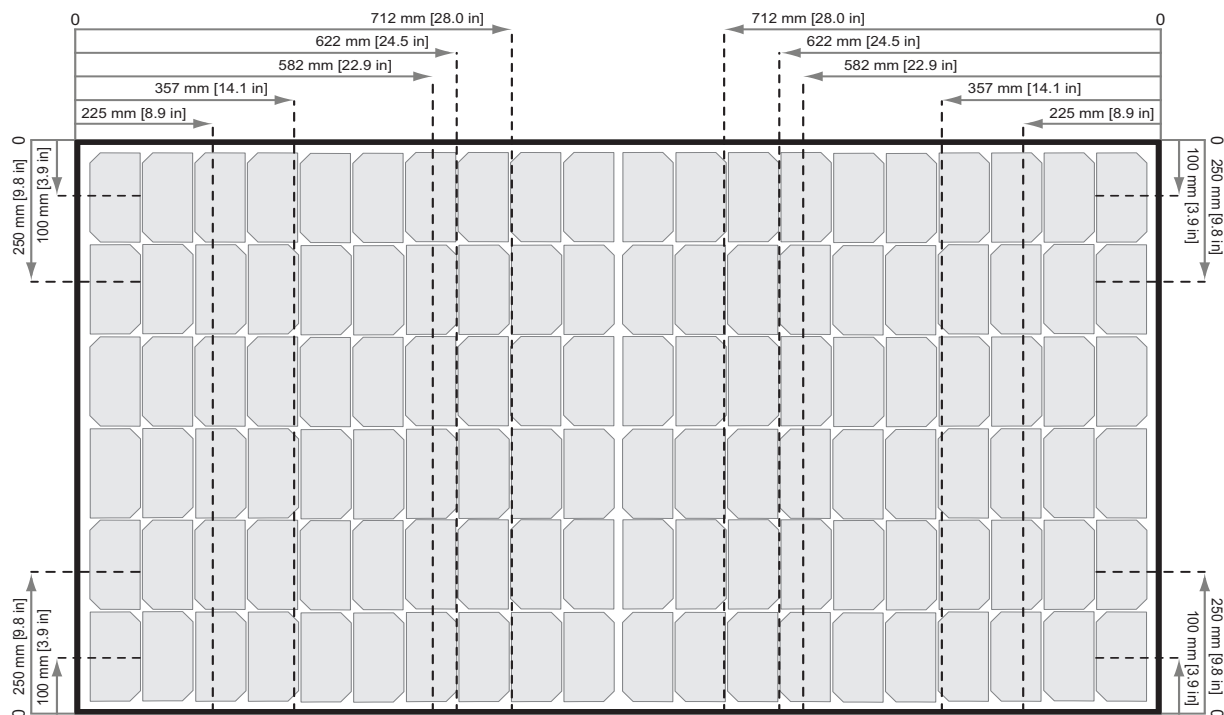 0
712 mm [28.0 in]
712 mm [28.0 in]
0
622 mm [24.5 in]
622 mm [24.5 in]
582 mm [22.9 in]
582 mm [22.9 in]
357 mm [14.1 in]
357 mm [14.1 in]
225 mm [8.9 in]
225 mm [8.9 in]
0
250 mm [9.8 in]
100 mm [3.9 in]
0
100 mm [3.9 in]
250 mm [9.8 in]
250 mm [9.8 in]
100 mm [3.9 in]
0
250 mm [9.8 in]
100 mm [3.9 in]
0